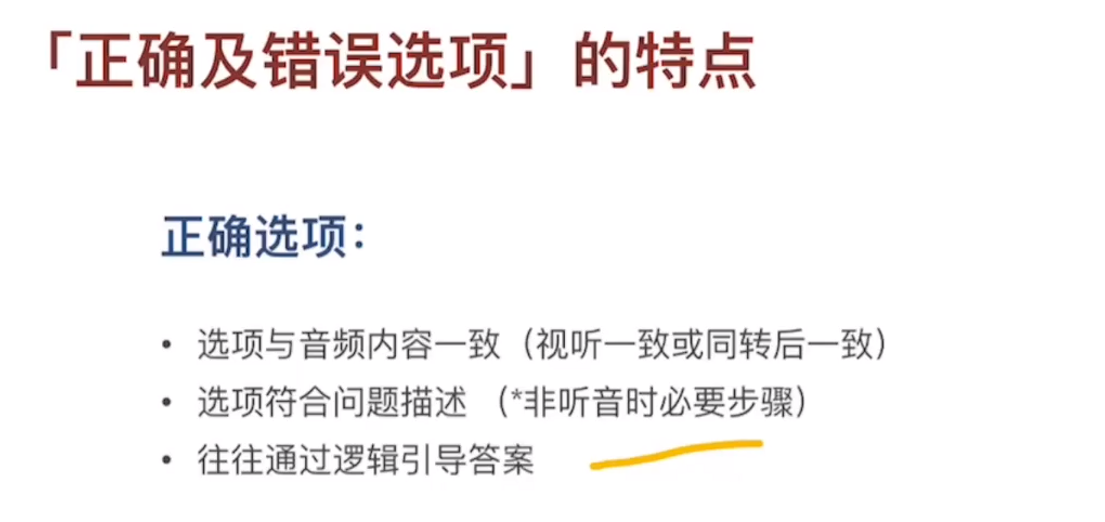 「正确及错误选项」的特点
正确选项：
• 选项与音频内容一致（视听一致或同转后一致）
• 选项符合问题描述 （*非听音时必要步骤）
• 往往通过逻辑引导答案